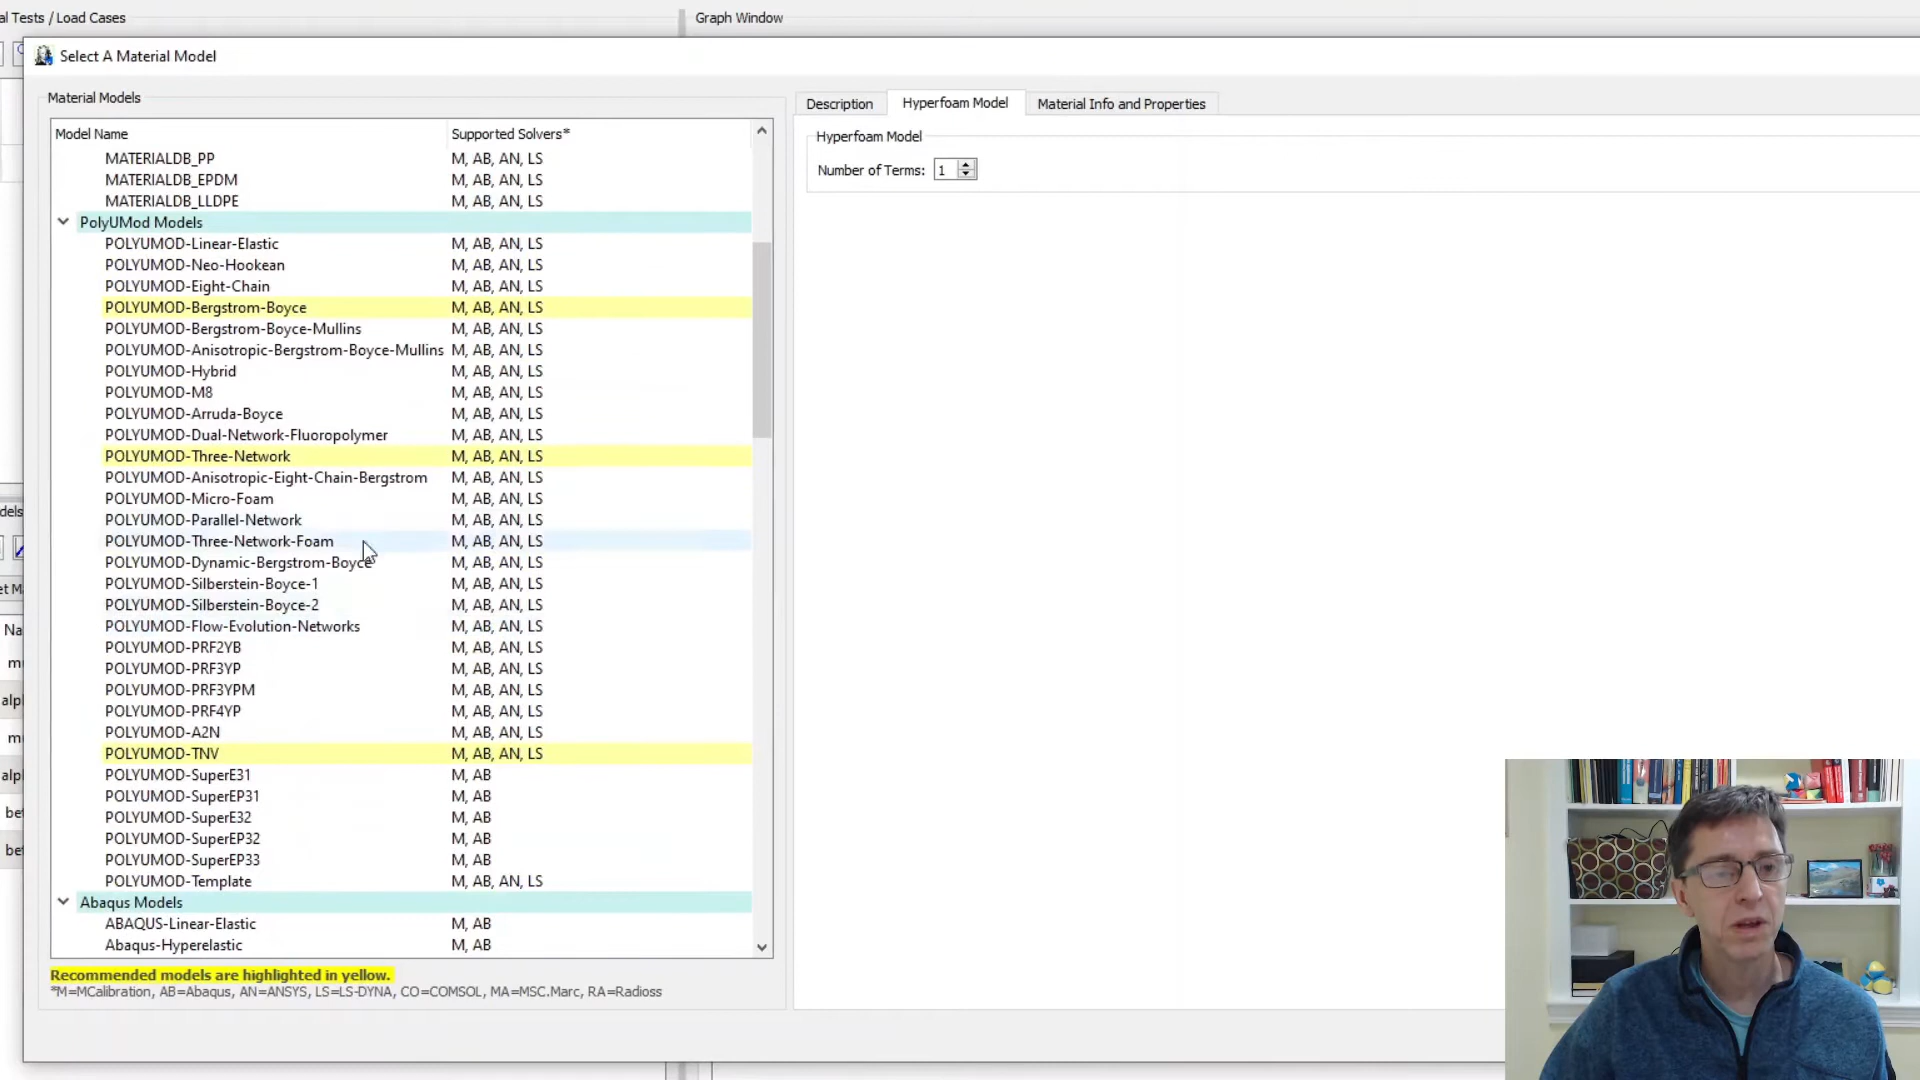 al Tests / Load Cases
Graph Window
Select A Material Model
Material Models
Description
Hyperfoam Model
Material Info and Properties
Model Name
Supported Solvers*
Hyperfoam Model
Number of Terms: 1
MATERIALDB_PP M, AB, AN, LS
MATERIALDB_EPDM M, AB, AN, LS
MATERIALDB_LLDPE M, AB, AN, LS
PolyUMod Models
POLYUMOD-Linear-Elastic M, AB, AN, LS
POLYUMOD-Neo-Hookean M, AB, AN, LS
POLYUMOD-Eight-Chain M, AB, AN, LS
POLYUMOD-Bergstrom-Boyce M, AB, AN, LS
POLYUMOD-Bergstrom-Boyce-Mullins M, AB, AN, LS
POLYUMOD-Anisotropic-Bergstrom-Boyce-Mullins M, AB, AN, LS
POLYUMOD-Hybrid M, AB, AN, LS
POLYUMOD-M8 M, AB, AN, LS
POLYUMOD-Arruda-Boyce M, AB, AN, LS
POLYUMOD-Dual-Network-Fluoropolymer M, AB, AN, LS
POLYUMOD-Three-Network M, AB, AN, LS
POLYUMOD-Anisotropic-Eight-Chain-Bergstrom M, AB, AN, LS
POLYUMOD-Micro-Foam M, AB, AN, LS
POLYUMOD-Parallel-Network M, AB, AN, LS
POLYUMOD-Three-Network-Foam M, AB, AN, LS
POLYUMOD-Dynamic-Bergstrom-Boyce M, AB, AN, LS
POLYUMOD-Silberstein-Boyce-1 M, AB, AN, LS
POLYUMOD-Silberstein-Boyce-2 M, AB, AN, LS
POLYUMOD-Flow-Evolution-Networks M, AB, AN, LS
POLYUMOD-PRF2YB M, AB, AN, LS
POLYUMOD-PRF3YP M, AB, AN, LS
POLYUMOD-PRF3YPM M, AB, AN, LS
POLYUMOD-PRF4YP M, AB, AN, LS
POLYUMOD-A2N M, AB, AN, LS
POLYUMOD-TNV M, AB, AN, LS
POLYUMOD-SuperE31 M, AB
POLYUMOD-SuperEP31 M, AB
POLYUMOD-SuperE32 M, AB
POLYUMOD-SuperEP32 M, AB
POLYUMOD-SuperEP33 M, AB
POLYUMOD-Template M, AB, AN, LS
Abaqus Models
ABAQUS-Linear-Elastic M, AB
Abaqus-Hyperelastic M, AB
Recommended models are highlighted in yellow.
*M=MCalibration, AB=Abaqus, AN=ANSYS, LS=LS-DYNA, CO=COMSOL, MA=MSC.Marc, RA=Radioss
dels
et M
Na
m
alp
m
alp
be
be